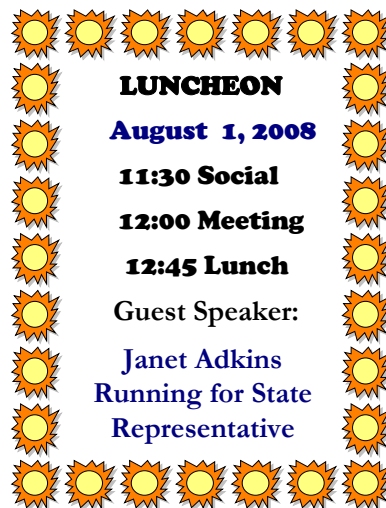 LUNCHEON
August 1, 2008
11:30 Social
12:00 Meeting
12:45 Lunch
Guest Speaker:
Janet Adkins
Running for State
Representative